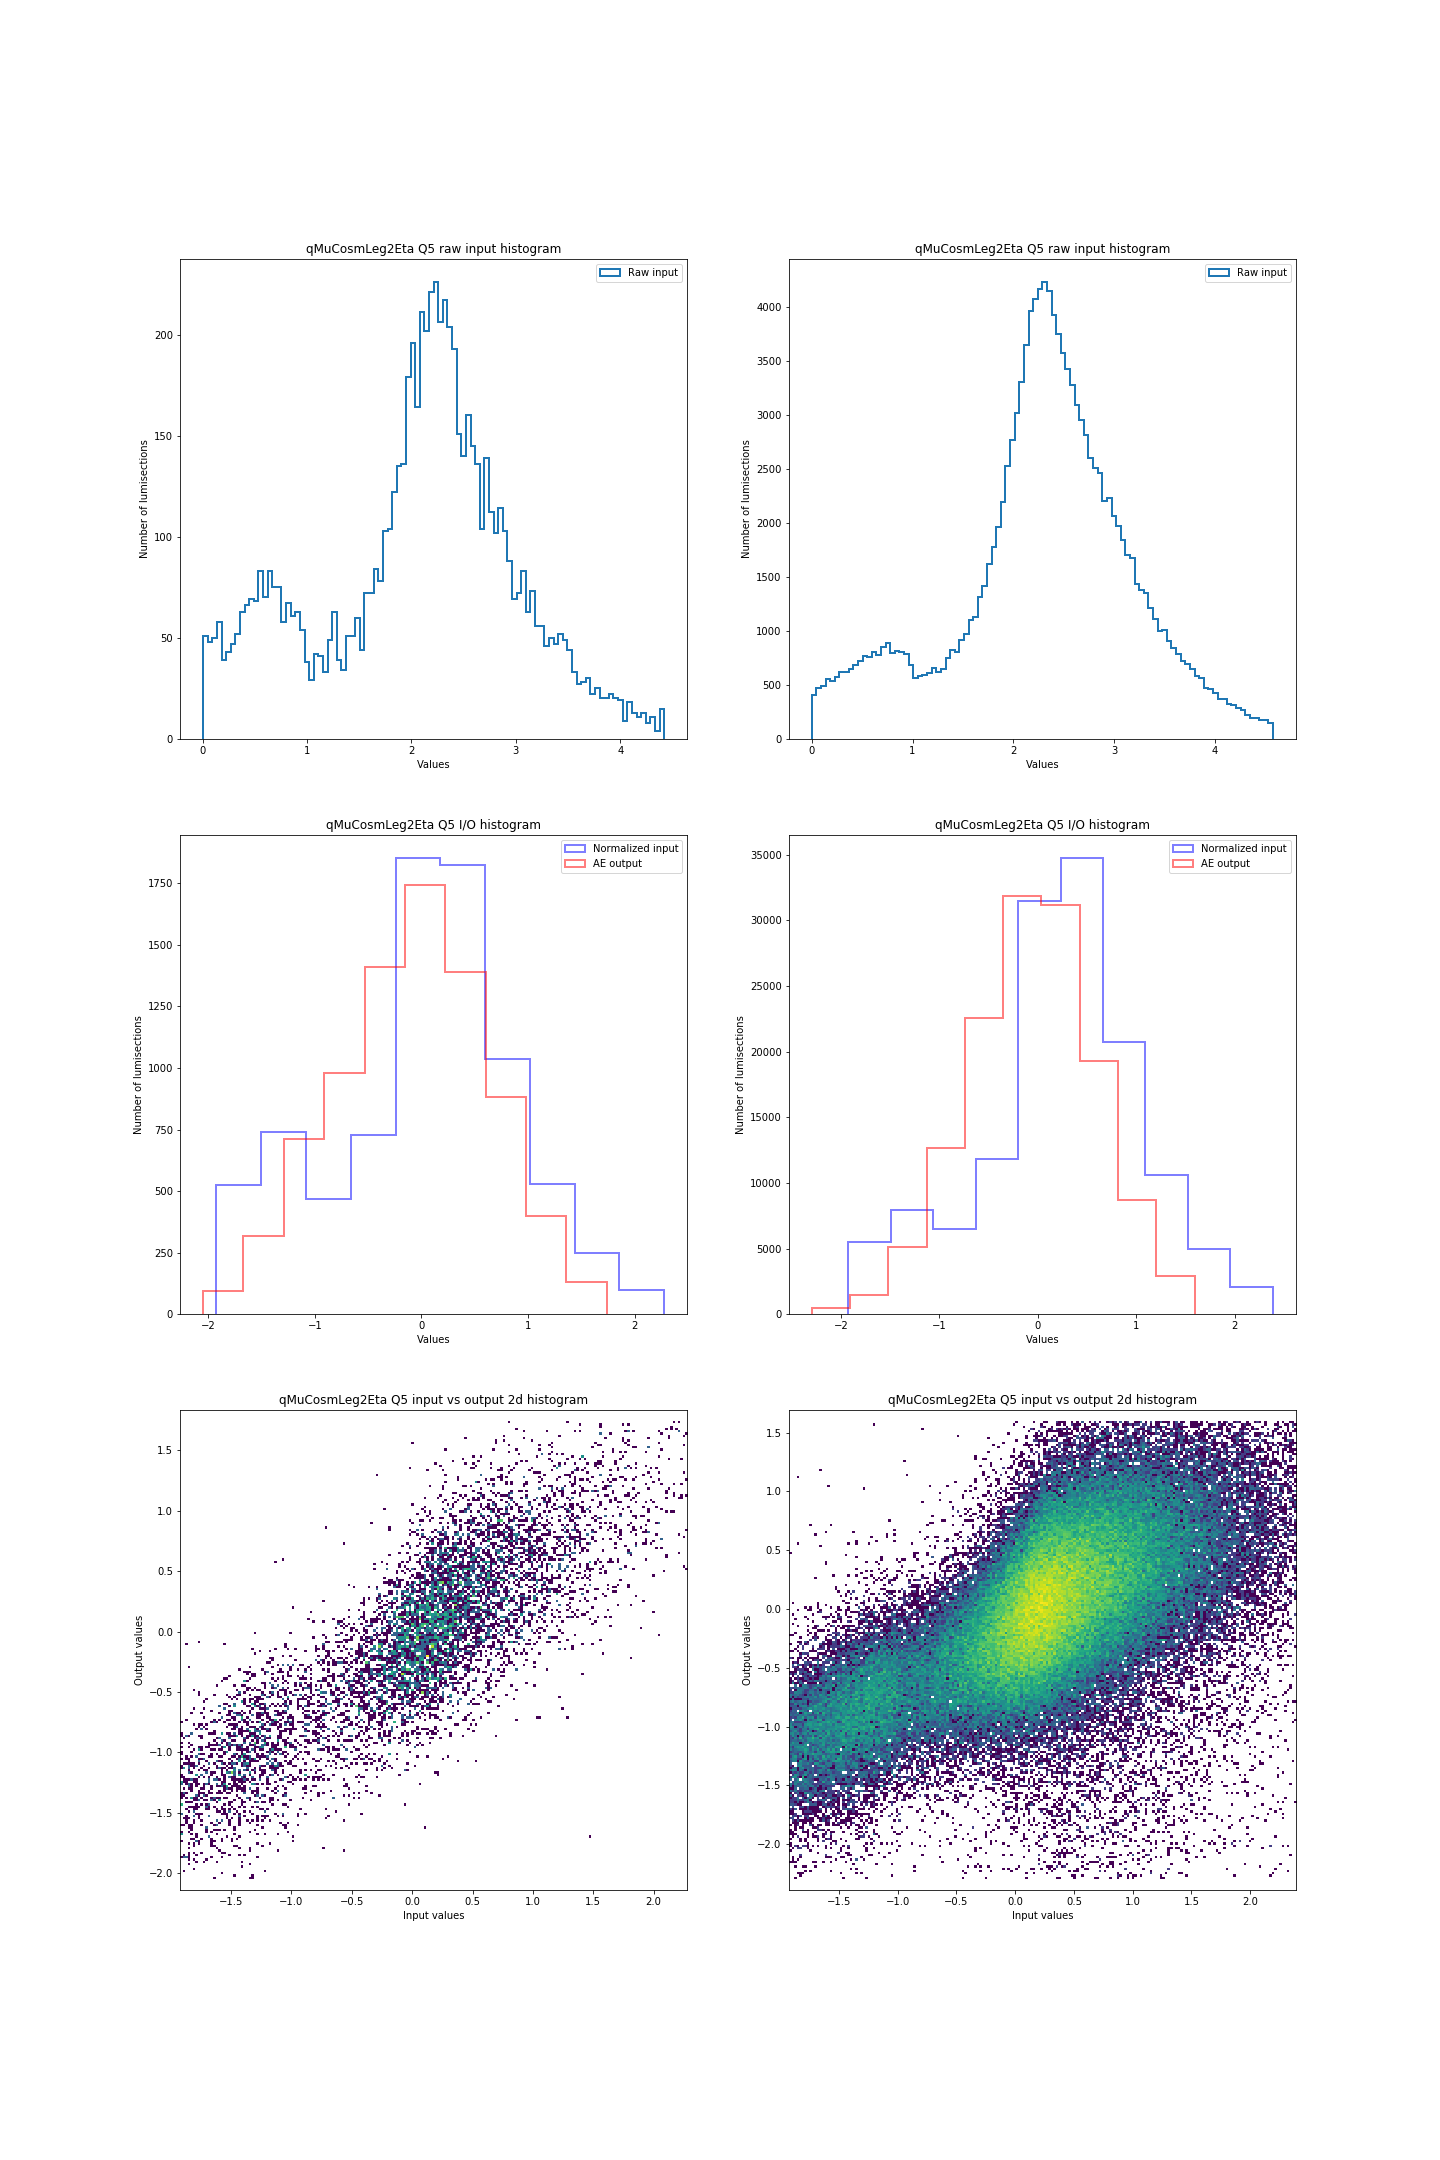 qMuCosmLeg2Eta Q5 raw input histogram
Raw input
Number of lumisections
200
150
100
50
0
0 1 2 3 4
Values
qMuCosmLeg2Eta Q5 raw input histogram
Raw input
Number of lumisections
4000
3500
3000
2500
2000
1500
1000
500
0
0 1 2 3 4
Values
qMuCosmLeg2Eta Q5 I/O histogram
Normalized input
AE output
Number of lumisections
1750
1500
1250
1000
750
500
250
0
−2 −1 0 1 2
Values
qMuCosmLeg2Eta Q5 I/O histogram
Normalized input
AE output
Number of lumisections
35000
30000
25000
20000
15000
10000
5000
0
−2 −1 0 1 2
Values
qMuCosmLeg2Eta Q5 input vs output 2d histogram
Output values
1.5
1.0
0.5
0.0
−0.5
−1.0
−1.5
−2.0
−1.5 −1.0 −0.5 0.0 0.5 1.0 1.5 2.0
Input values
qMuCosmLeg2Eta Q5 input vs output 2d histogram
Output values
1.5
1.0
0.5
0.0
−0.5
−1.0
−1.5
−2.0
−1.5 −1.0 −0.5 0.0 0.5 1.0 1.5 2.0
Input values